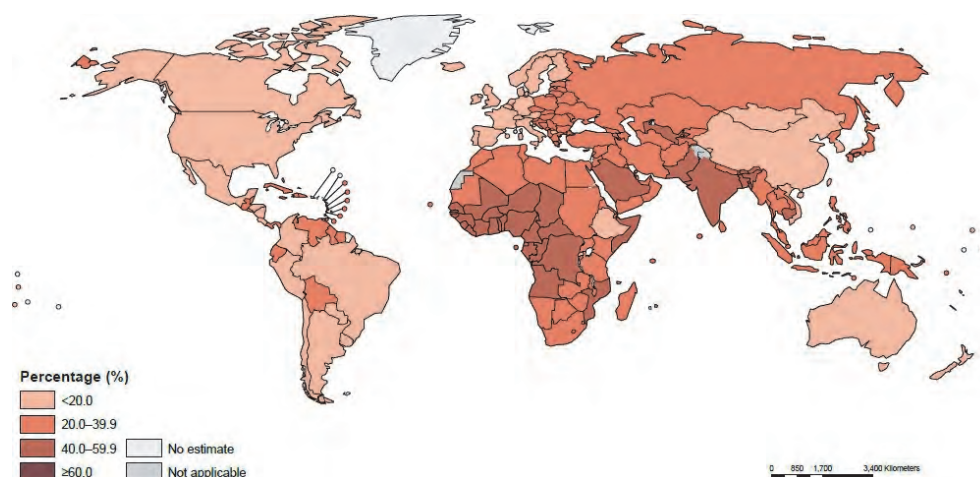 Percentage (%)
<20.0
20.0–39.9
40.0–59.9
≥60.0
No estimate
Not applicable
0 850 1,700 3,400 Kilometers